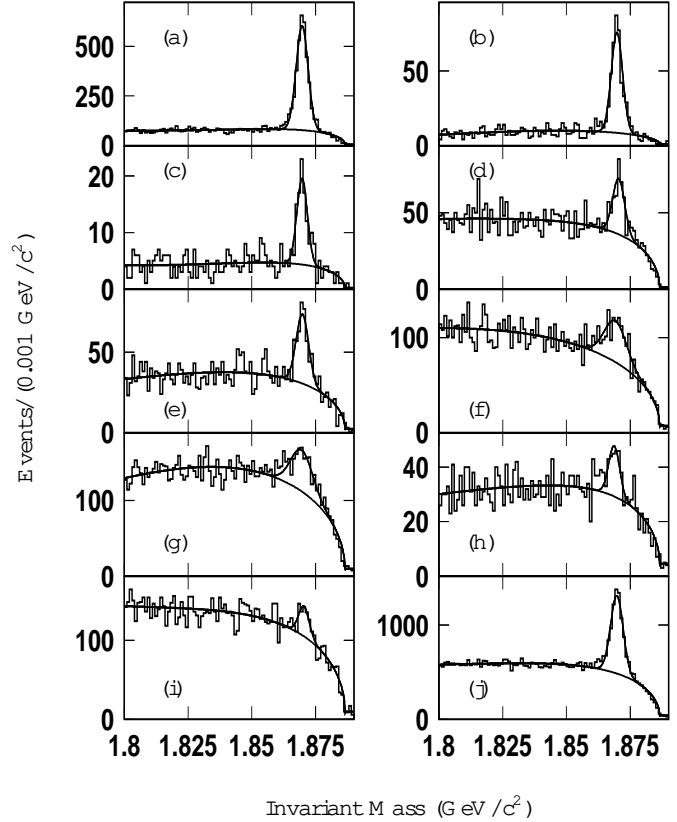 (a) (b)
500 50
250
0 0
(c) (d)
20 50
10
0 0
(e) (f)
50 100
0 0
(g) (h)
100 40
20
0 0
(i) (j)
100 1000
0 0
1.8 1.825 1.85 1.875 1.8 1.825 1.85 1.875
Events/(0.001 GeV/c²)
Invariant Mass (GeV/c²)